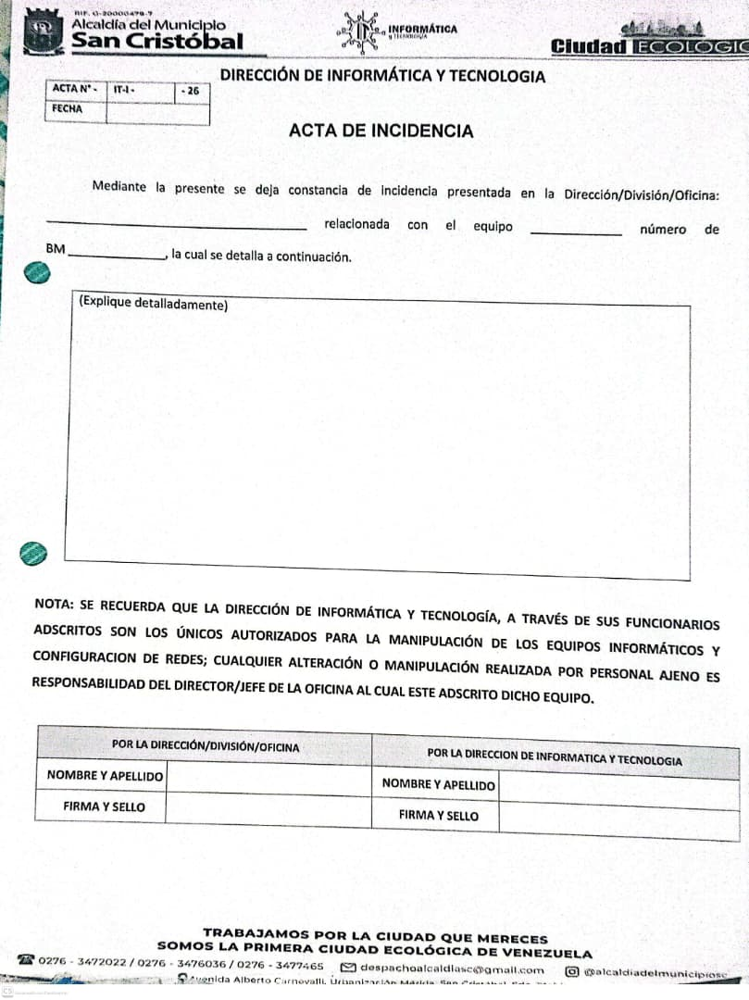 RIF. G-20000479-7
Alcaldía del Municipio
San Cristóbal
INFORMÁTICA
Y TECNOLOGÍA
Ciudad ECOLOGIC
DIRECCIÓN DE INFORMÁTICA Y TECNOLOGIA
ACTA N° - IT-I - - 26
FECHA
ACTA DE INCIDENCIA
Mediante la presente se deja constancia de incidencia presentada en la Dirección/División/Oficina:
____ relacionada con el equipo ____ número de
BM ____, la cual se detalla a continuación.
(Explique detalladamente)
NOTA: SE RECUERDA QUE LA DIRECCIÓN DE INFORMÁTICA Y TECNOLOGÍA, A TRAVÉS DE SUS FUNCIONARIOS
ADSCRITOS SON LOS ÚNICOS AUTORIZADOS PARA LA MANIPULACIÓN DE LOS EQUIPOS INFORMÁTICOS Y
CONFIGURACION DE REDES; CUALQUIER ALTERACIÓN O MANIPULACIÓN REALIZADA POR PERSONAL AJENO ES
RESPONSABILIDAD DEL DIRECTOR/JEFE DE LA OFICINA AL CUAL ESTE ADSCRITO DICHO EQUIPO.
POR LA DIRECCIÓN/DIVISIÓN/OFICINA POR LA DIRECCION DE INFORMATICA Y TECNOLOGIA
NOMBRE Y APELLIDO NOMBRE Y APELLIDO
FIRMA Y SELLO FIRMA Y SELLO
TRABAJAMOS POR LA CIUDAD QUE MERECES
SOMOS LA PRIMERA CIUDAD ECOLÓGICA DE VENEZUELA
0276 - 3472022 / 0276 - 3476036 / 0276 - 3477465 despachoalcaldiasc@gmail.com @alcaldiadelmunicipiosc
Avenida Alberto Carnevalli, Urbanización
CS